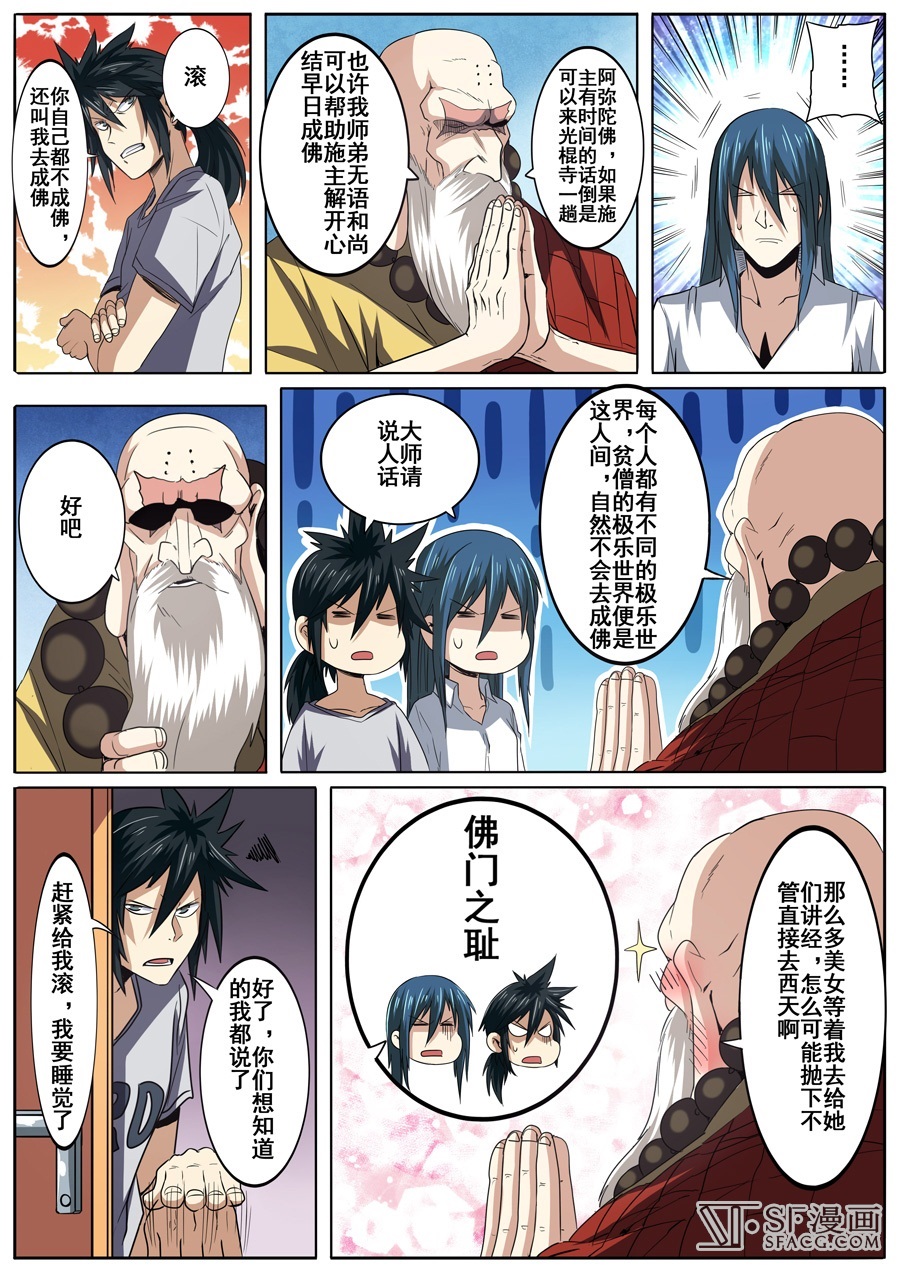 ……
阿弥陀佛，如果施
主有时间的话倒是
可以来光棍寺一趟
也许我师弟无语和尚
可以帮助施主解开心
结早日成佛
滚
你自己都不成佛，
还叫我去成佛
每个人都有不同的极乐世
界，贫僧的极乐世界便是
这人间，自然不会去成佛
大师请
说人话
好吧
那么多美女等着我去给她
们讲经，怎么可能抛下不
管直接去西天啊
佛门之耻
好了，你们想知道
的我都说了
赶紧给我滚，我要睡觉了
PD
SF漫画
SFACG.COM